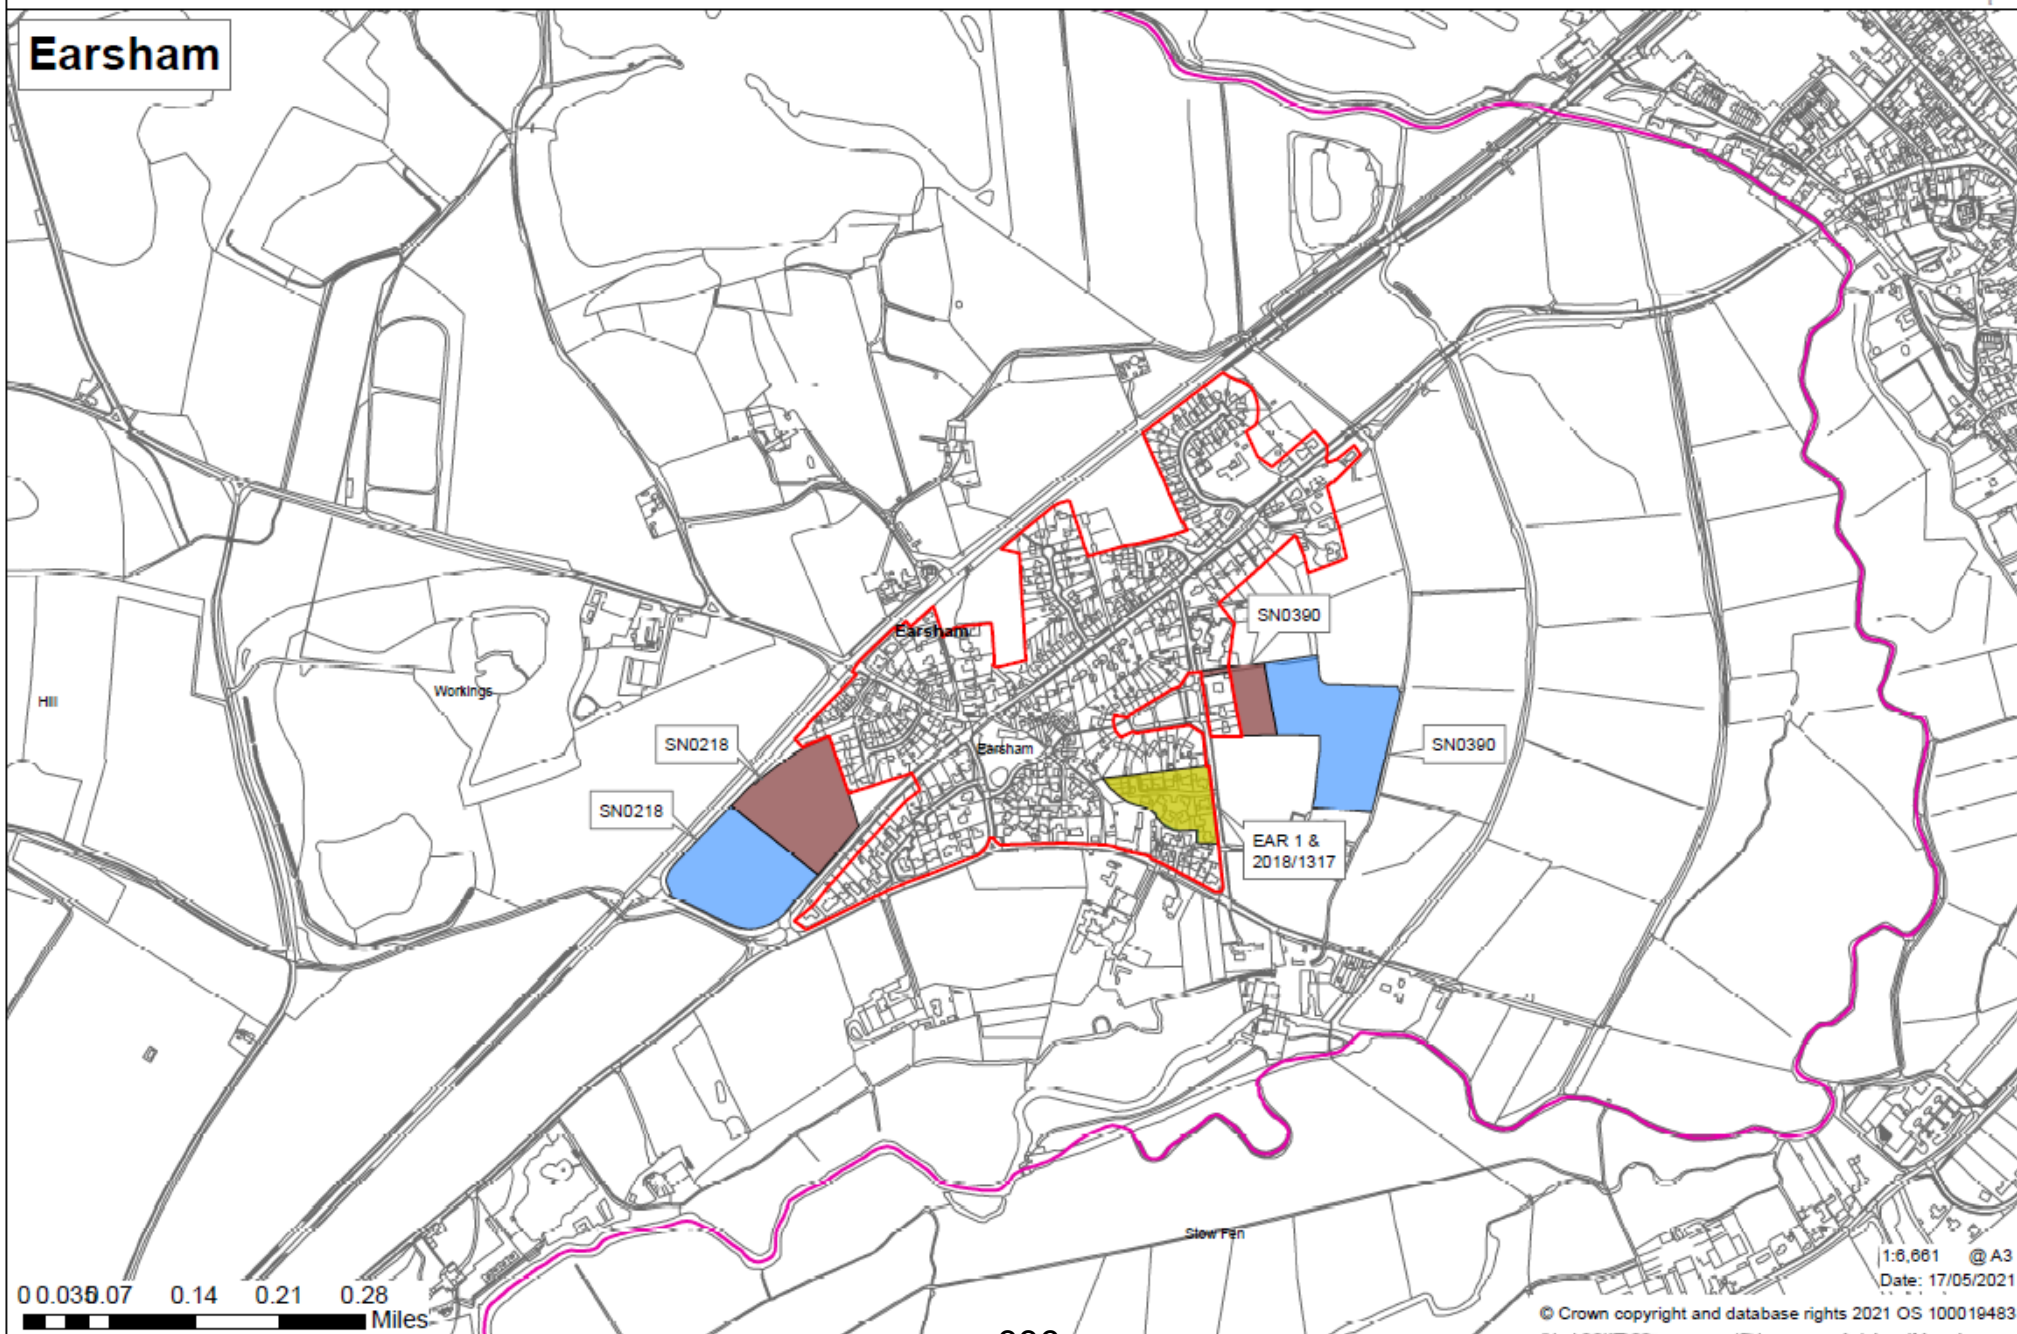 Earsham
SN0390
Earsham
Workings
Hill
SN0218
Earsham
SN0390
SN0218
EAR 1 &
2018/1317
Stow Fen
1:6,661 @ A3
Date: 17/05/2021
0 0.035 0.07 0.14 0.21 0.28
Miles
© Crown copyright and database rights 2021 OS 100019483